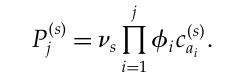 $$P_j^{(s)} = \nu_s \prod_{i=1}^{j} \phi_i c_{a_i}^{(s)}.$$